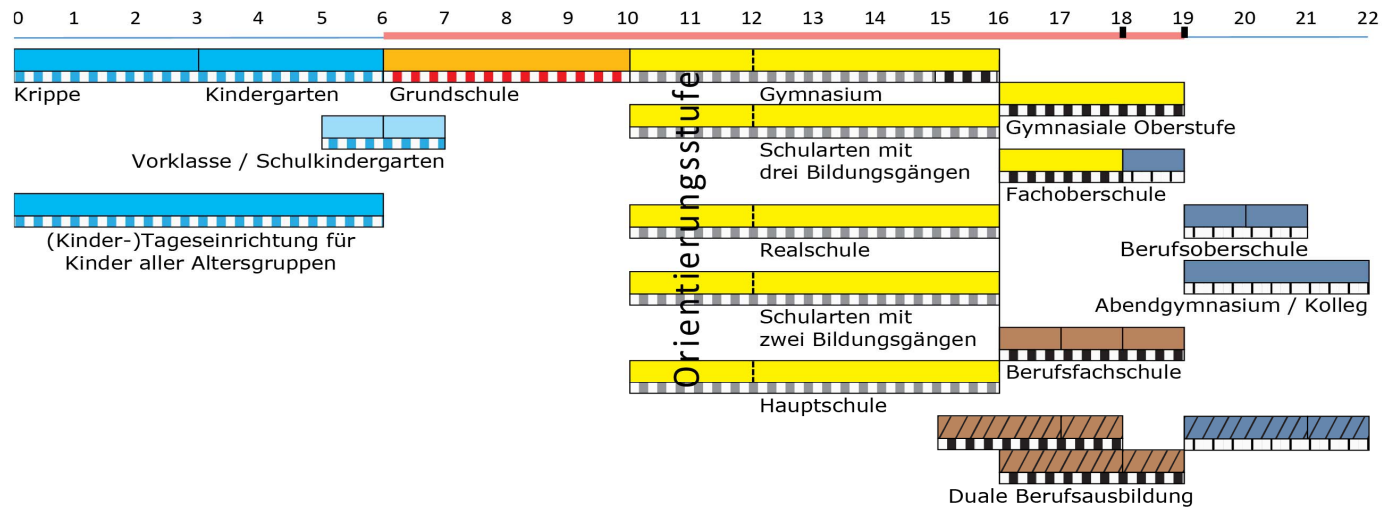 0 1 2 3 4 5 6 7 8 9 10 11 12 13 14 15 16 17 18 19 20 21 22
Krippe
Kindergarten
Grundschule
Gymnasium
Gymnasiale Oberstufe
Vorklasse / Schulkindergarten
Schularten mit
drei Bildungsgängen
Fachoberschule
(Kinder-)Tageseinrichtung für
Kinder aller Altersgruppen
Orientierungsstufe
Realschule
Berufsoberschule
Abendgymnasium / Kolleg
Schularten mit
zwei Bildungsgängen
Berufsfachschule
Hauptschule
Duale Berufsausbildung